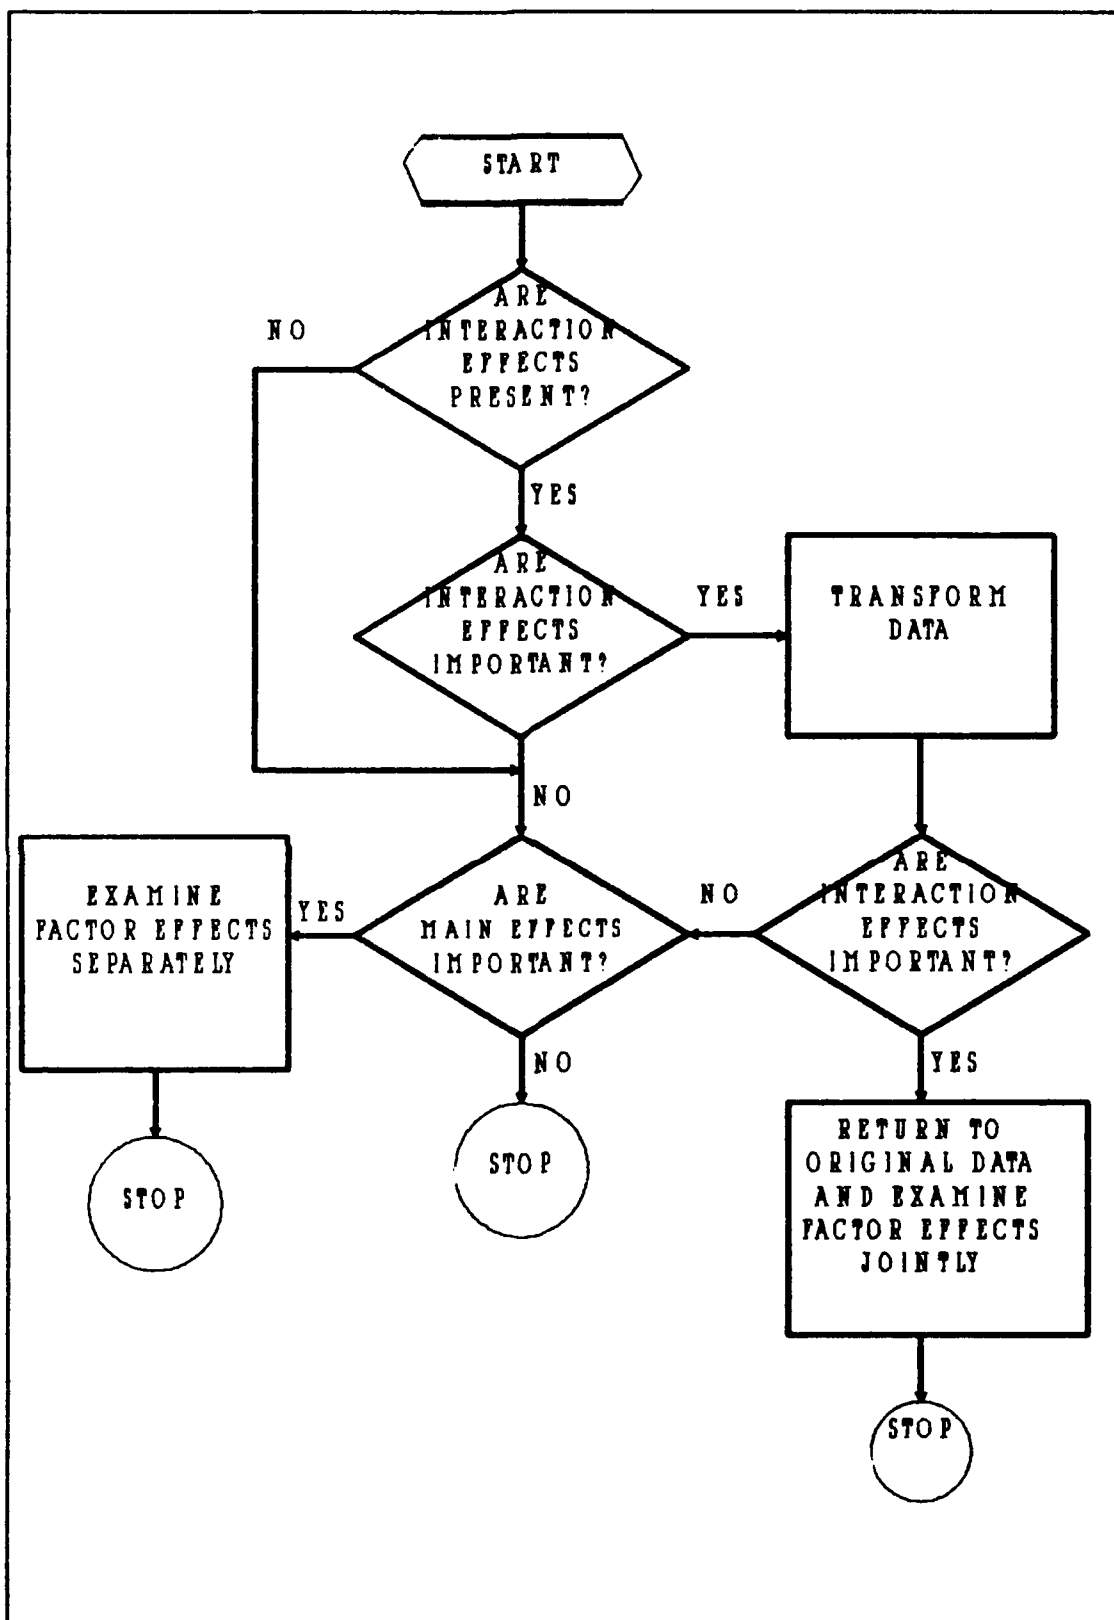 START
ARE
INTERACTION
EFFECTS
PRESENT?
NO
YES
ARE
INTERACTION
EFFECTS
IMPORTANT?
YES
TRANSFORM
DATA
NO
EXAMINE
FACTOR EFFECTS
SEPARATELY
YES
ARE
MAIN EFFECTS
IMPORTANT?
NO
ARE
INTERACTION
EFFECTS
IMPORTANT?
NO
YES
STOP
STOP
RETURN TO
ORIGINAL DATA
AND EXAMINE
FACTOR EFFECTS
JOINTLY
STOP